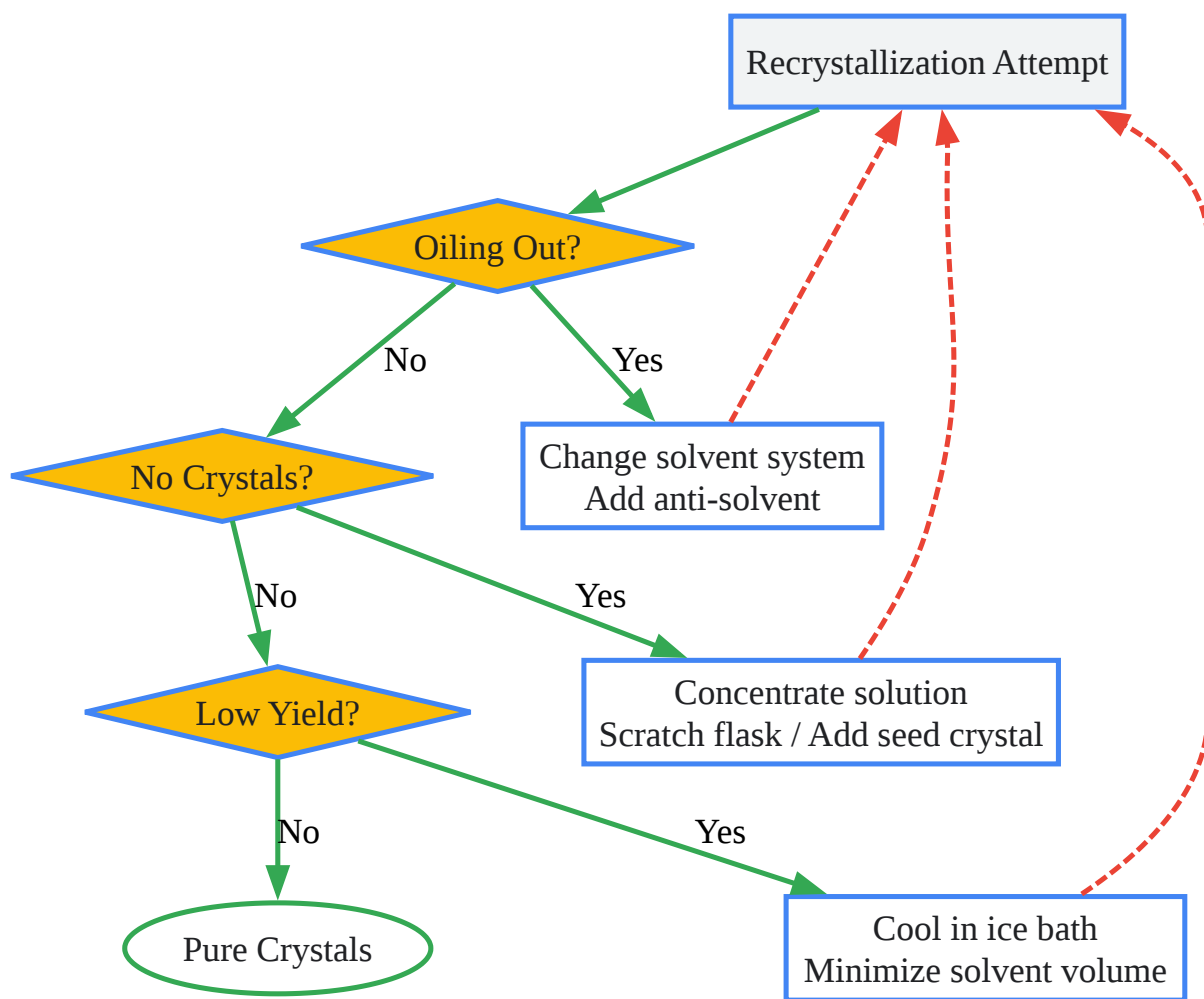 Recrystallization Attempt
Oiling Out?
No
Yes
Change solvent system
Add anti-solvent
No Crystals?
No
Yes
Concentrate solution
Scratch flask / Add seed crystal
Low Yield?
No
Yes
Cool in ice bath
Minimize solvent volume
Pure Crystals